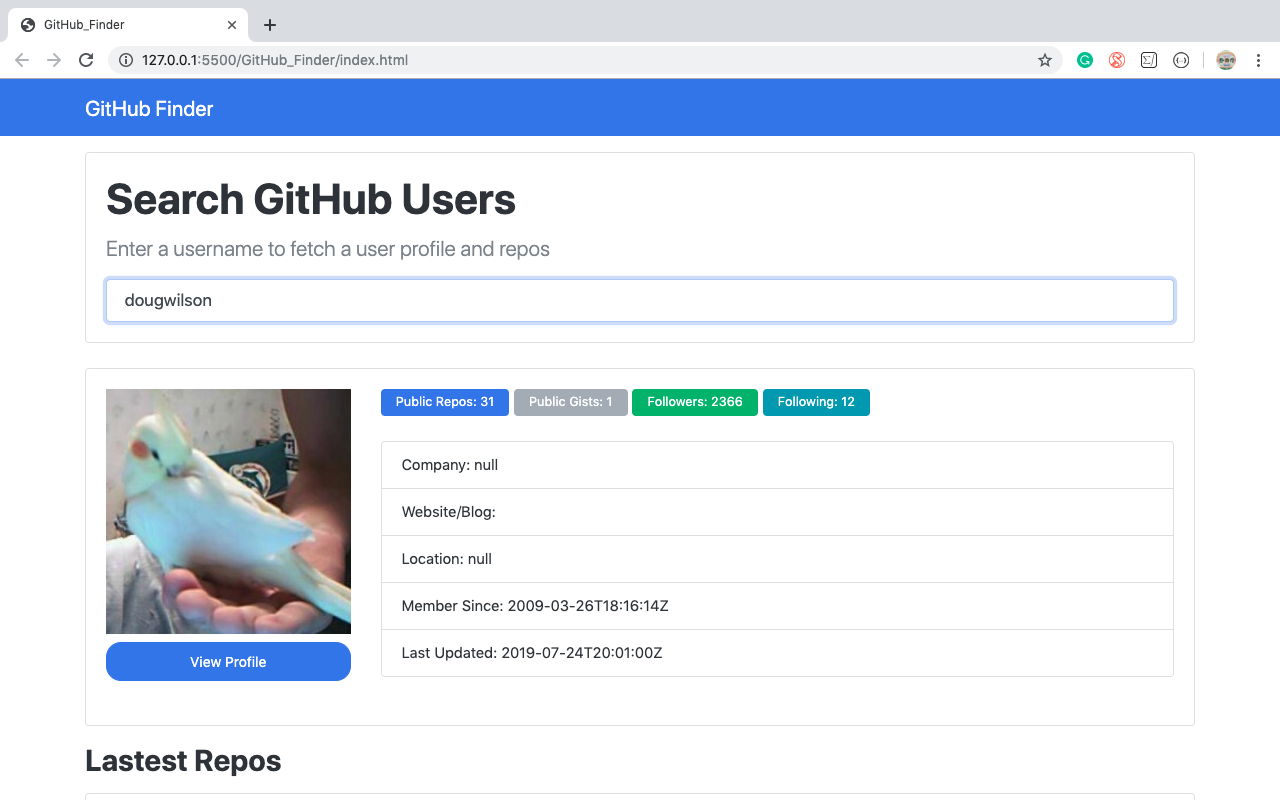 GitHub_Finder
127.0.0.1:5500/GitHub_Finder/index.html
GitHub Finder
Search GitHub Users
Enter a username to fetch a user profile and repos
dougwilson
Public Repos: 31
Public Gists: 1
Followers: 2366
Following: 12
Company: null
Website/Blog:
Location: null
Member Since: 2009-03-26T18:16:14Z
Last Updated: 2019-07-24T20:01:00Z
View Profile
Lastest Repos